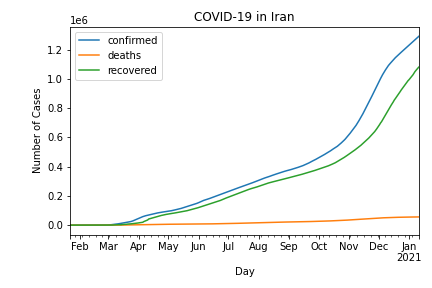 COVID-19 in Iran
1e6
confirmed
deaths
recovered
1.2
1.0
0.8
0.6
0.4
0.2
0.0
Number of Cases
Feb Mar Apr May Jun Jul Aug Sep Oct Nov Dec Jan
2021
Day